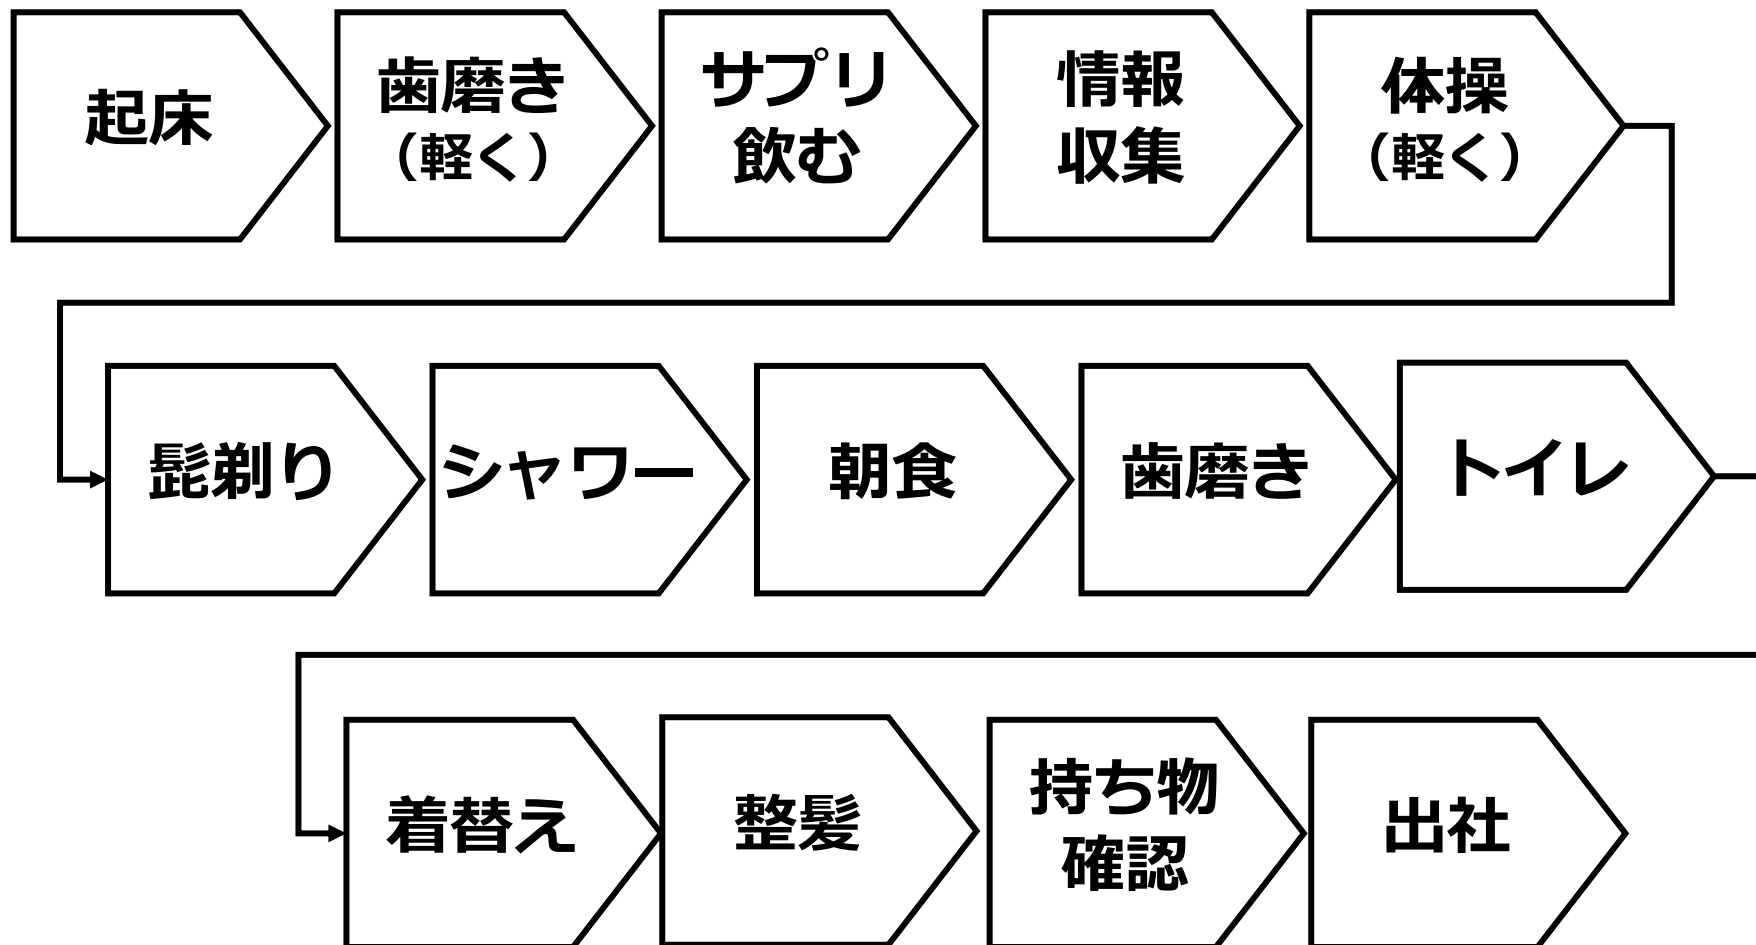 起床
歯磨き
（軽く）
サプリ
飲む
情報
収集
体操
（軽く）
髭剃り
シャワー
朝食
歯磨き
トイレ
着替え
整髪
持ち物
確認
出社